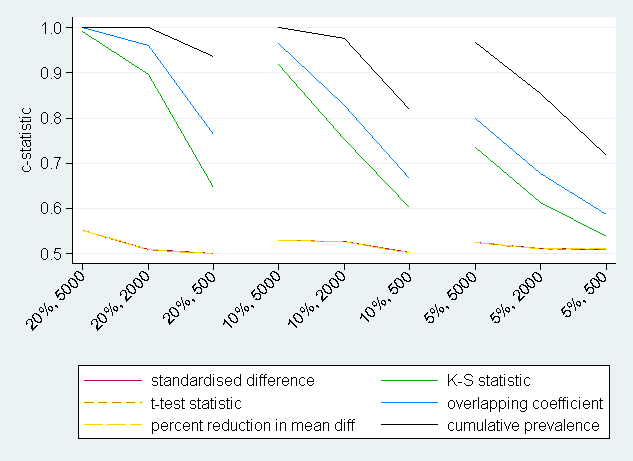 1.0
0.9
0.8
0.7
0.6
0.5
c-statistic
20%, 5000
20%, 2000
20%, 500
10%, 5000
10%, 2000
10%, 500
5%, 5000
5%, 2000
5%, 500
standardised difference
K-S statistic
t-test statistic
overlapping coefficient
percent reduction in mean diff
cumulative prevalence